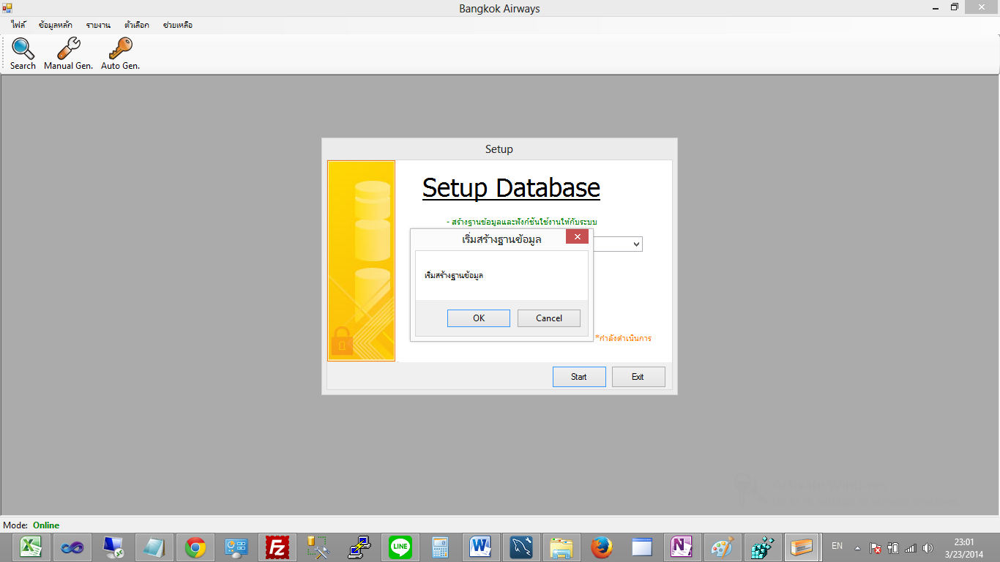 Bangkok Airways
ไฟล์ ข้อมูลหลัก รายงาน ตัวเลือก ช่วยเหลือ
Search Manual Gen. Auto Gen.
Setup
Setup Database
- สร้างฐานข้อมูลและฟังก์ชันใช้งานให้กับระบบ
เริ่มสร้างฐานข้อมูล
เริ่มสร้างฐานข้อมูล
OK Cancel
*กำลังดำเนินการ
Start Exit
Mode: Online
LINE
EN
23:01
3/23/2014